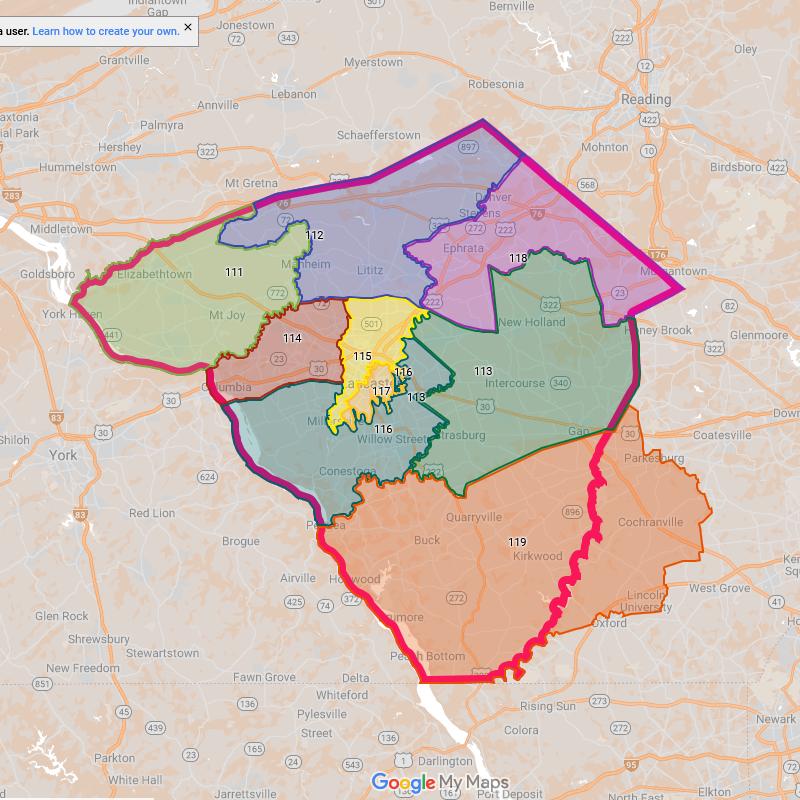 Indiantown
Gap
501
Jonestown
72
343
Bernville
222
a user. Learn how to create your own. ×
Grantville
Myerstown
12
Oley
Lebanon
Robesonia
Annville
Reading
422
Palmyra
Schaefferstown
Hershey
322
897
Mohnton
10
Birdsboro
422
Hummelstown
Mt Gretna
568
283
76
Denver
Stevens
76
Middletown
72
112
272
222
Ephrata
176
Goldsboro
Elizabethtown
111
Manheim
Lititz
118
Morgantown
York Haven
772
222
23
322
82
Mt Joy
New Holland
Honey Brook
441
114
501
Glenmoore
23
115
30
116
113
Intercourse
340
322
Columbia
117
113
30
30
83
116
Willow Street
Strasburg
Gap
30
Coatesville
Shiloh
York
Conestoga
222
Parkesburg
624
83
Red Lion
Quarryville
896
Cochranville
Brogue
Buck
119
Kirkwood
Airville
Holtwood
West Grove
425
74
372
272
Lincoln
University
41
Glen Rock
Oxford
Shrewsbury
Stewartstown
Peach Bottom
New Freedom
851
Fawn Grove
Delta
Whiteford
136
Rising Sun
273
45
Pylesville
272
Newark
439
Street
Colora
165
136
72
Parkton
24
543
1
Darlington
95
White Hall
Google My Maps
Jarrettsville
Port Deposit
North East
Elkton